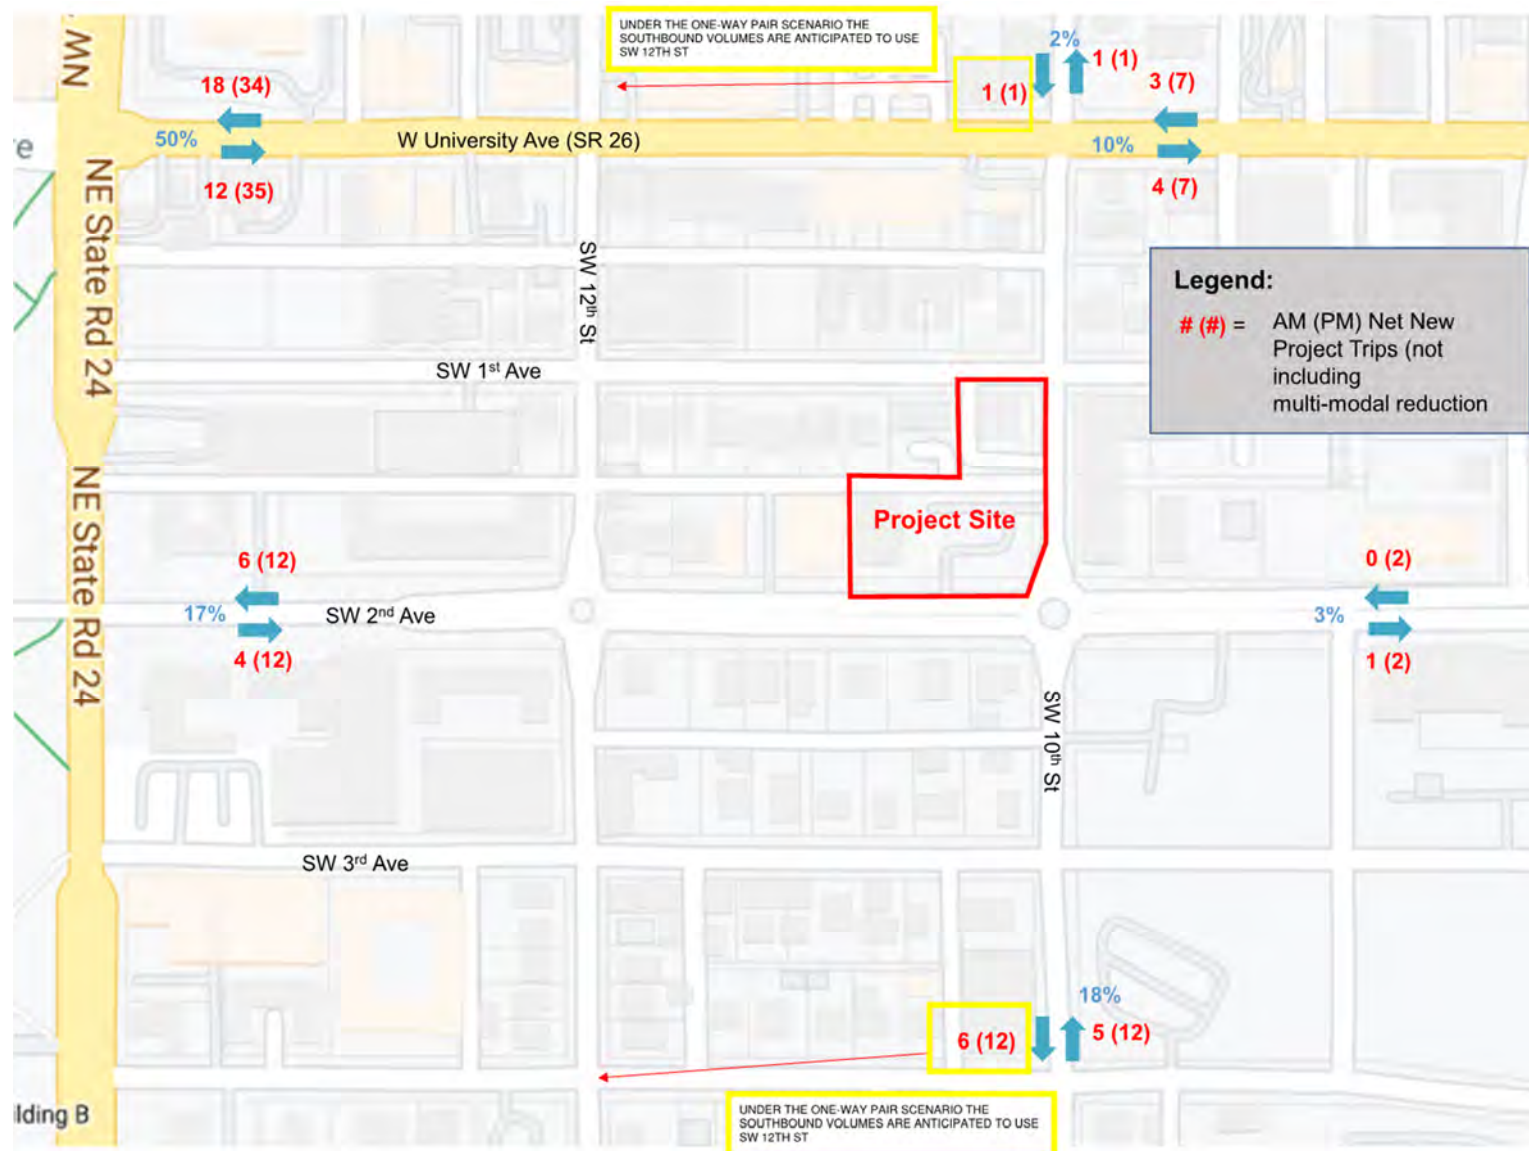 UNDER THE ONE-WAY PAIR SCENARIO THE
SOUTHBOUND VOLUMES ARE ANTICIPATED TO USE
SW 12TH ST
NW
2%
1 (1)
1 (1)
3 (7)
18 (34)
50%
12 (35)
W University Ave (SR 26)
10%
4 (7)
e
NE State Rd 24
SW 12th St
Legend:
# (#) = AM (PM) Net New
Project Trips (not
including
multi-modal reduction
SW 1st Ave
NE State Rd 24
Project Site
6 (12)
17%
4 (12)
SW 2nd Ave
0 (2)
3%
1 (2)
SW 10th St
SW 3rd Ave
18%
6 (12)
5 (12)
ilding B
UNDER THE ONE-WAY PAIR SCENARIO THE
SOUTHBOUND VOLUMES ARE ANTICIPATED TO USE
SW 12TH ST